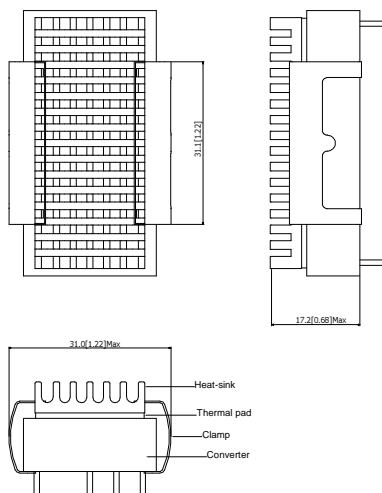 31.1[1.22]
17.2[0.68]Max
31.0[1.22]Max
Heat-sink
Thermal pad
Clamp
Converter